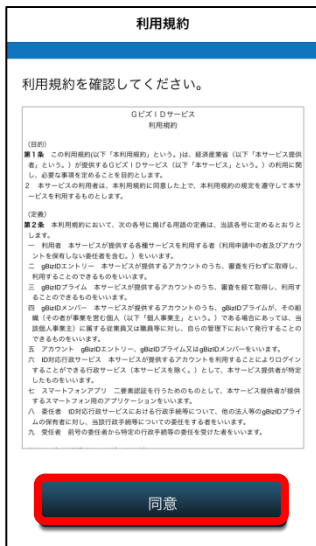 利用規約
利用規約を確認してください。
GビズIDサービス
利用規約
(目的)
第1条　この利用規約(以下「本利用規約」という。)は、経済産業省（以下「本サービス提供
者」という。）が提供するGビズIDサービス（以下「本サービス」という。）の利用に関
し、必要な事項を定めることを目的とします。
2　本サービスの利用者は、本利用規約に同意した上で、本利用規約の規定を遵守して本サ
ービスを利用するものとします。
(定義)
第2条　本利用規約において、次の各号に掲げる用語の定義は、当該各号に定めるとおりと
します。
一　利用者　本サービスが提供する各種サービスを利用する者（利用申請中の者及びアカウ
ントを保有しない委任者を含む。）をいいます。
二　gBizIDエントリー　本サービスが提供するアカウントのうち、審査を行わずに取得し、
利用することのできるものをいいます。
三　gBizIDプライム　本サービスが提供するアカウントのうち、審査を経て取得し、利用す
ることのできるものをいいます。
四　gBizIDメンバー　本サービスが提供するアカウントのうち、gBizIDプライムが、その組
織（その者が事業を営む個人（以下「個人事業主」という。）である場合にあっては、当
該個人事業主）に属する従業員又は職員等に対し、自らの管理下において発行することの
できるものをいいます。
五　アカウント　gBizIDエントリー、gBizIDプライム又はgBizIDメンバーをいいます。
六　ID対応行政サービス　本サービスが提供するアカウントを利用することによりログイン
することができる行政サービス（本サービスを除く。）として、本サービス提供者が特定
したものをいいます。
七　スマートフォンアプリ　二要素認証を行うためのものとして、本サービス提供者が提供
するスマートフォン用のアプリケーションをいいます。
八　委任者　ID対応行政サービスにおける行政手続等について、他の法人等のgBizIDプライ
ムの保有者に対し、当該行政手続等についての委任をする者をいいます。
九　受任者　前号の委任者から特定の行政手続等の委任を受けた者をいいます。
同意